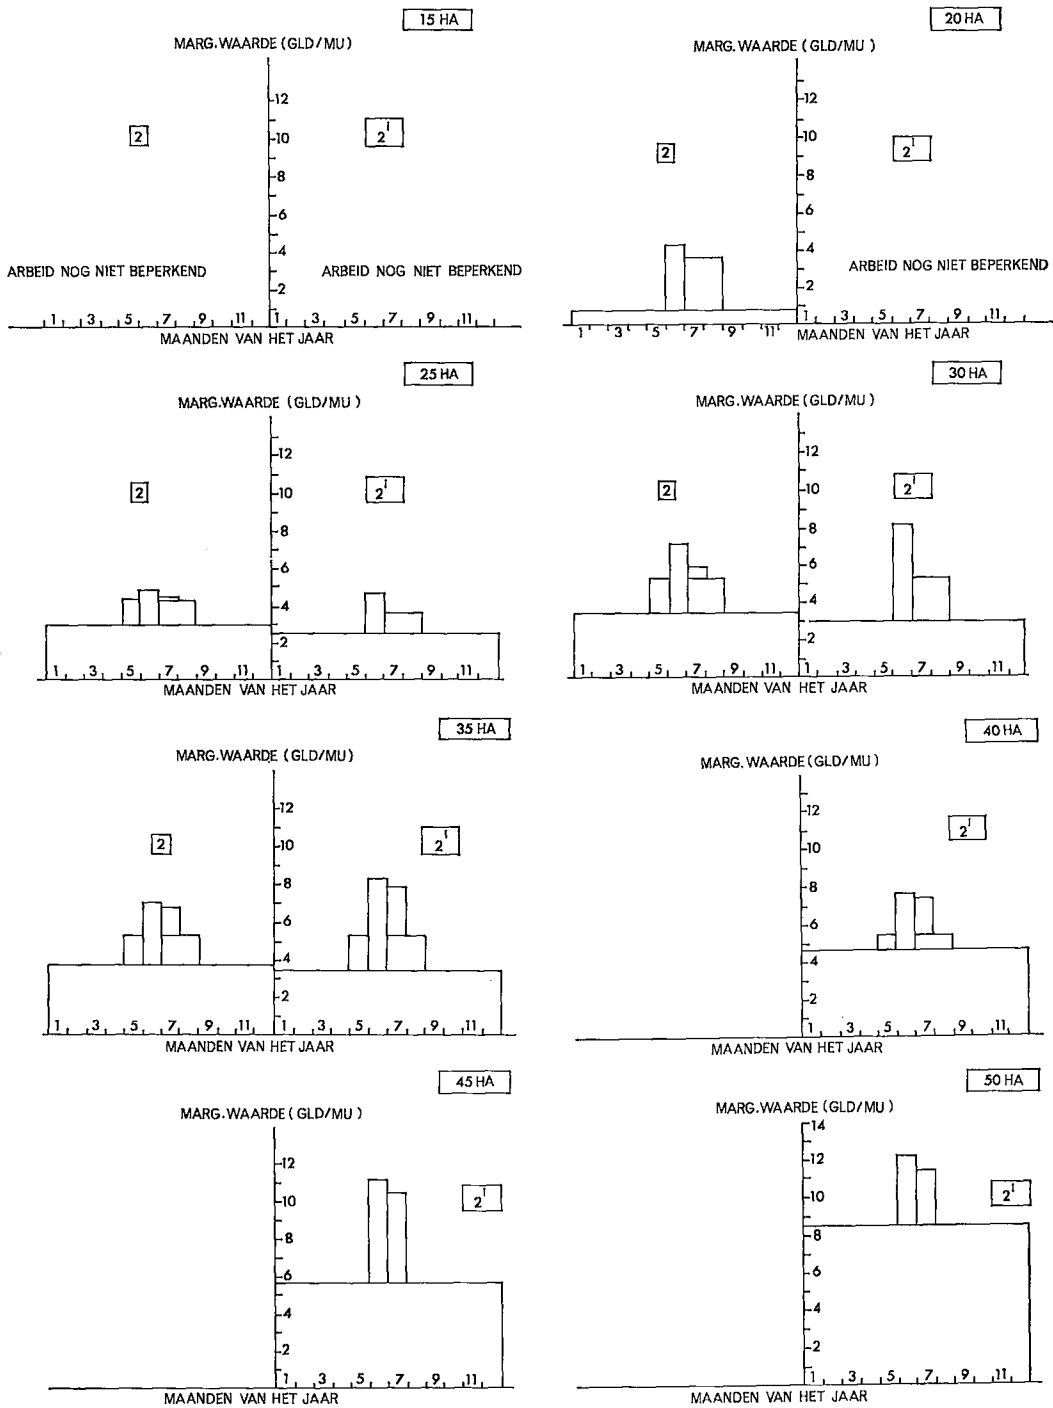 15 HA
MARG.WAARDE (GLD/MU)
12
10
8
6
4
2
2
2'
ARBEID NOG NIET BEPERKEND
ARBEID NOG NIET BEPERKEND
1 3 5 7 9 11 1 3 5 7 9 11
MAANDEN VAN HET JAAR
20 HA
MARG.WAARDE (GLD/MU)
12
10
8
6
4
2
2
2'
ARBEID NOG NIET BEPERKEND
1 3 5 7 9 11 1 3 5 7 9 11
MAANDEN VAN HET JAAR
25 HA
MARG.WAARDE (GLD/MU)
12
10
8
6
4
2
2
2'
1 3 5 7 9 11 1 3 5 7 9 11
MAANDEN VAN HET JAAR
30 HA
MARG.WAARDE (GLD/MU)
12
10
8
6
4
2
2
2'
1 3 5 7 9 11 1 3 5 7 9 11
MAANDEN VAN HET JAAR
35 HA
MARG.WAARDE (GLD/MU)
12
10
8
6
4
2
2
2'
1 3 5 7 9 11 1 3 5 7 9 11
MAANDEN VAN HET JAAR
40 HA
MARG.WAARDE (GLD/MU)
12
10
8
6
4
2
2'
1 3 5 7 9 11
MAANDEN VAN HET JAAR
45 HA
MARG.WAARDE (GLD/MU)
12
10
8
6
4
2
2'
1 3 5 7 9 11
MAANDEN VAN HET JAAR
50 HA
MARG.WAARDE (GLD/MU)
14
12
10
8
6
4
2
2'
1 3 5 7 9 11
MAANDEN VAN HET JAAR